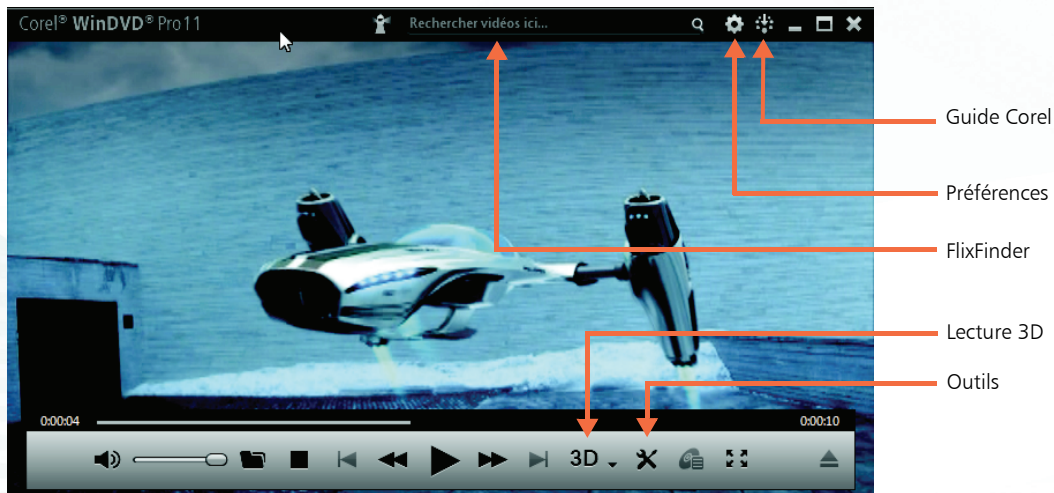 Corel® WinDVD® Pro11
Rechercher vidéos ici...
Guide Corel
Préférences
FlixFinder
Lecture 3D
Outils
0:00:04
0:00:10
3D